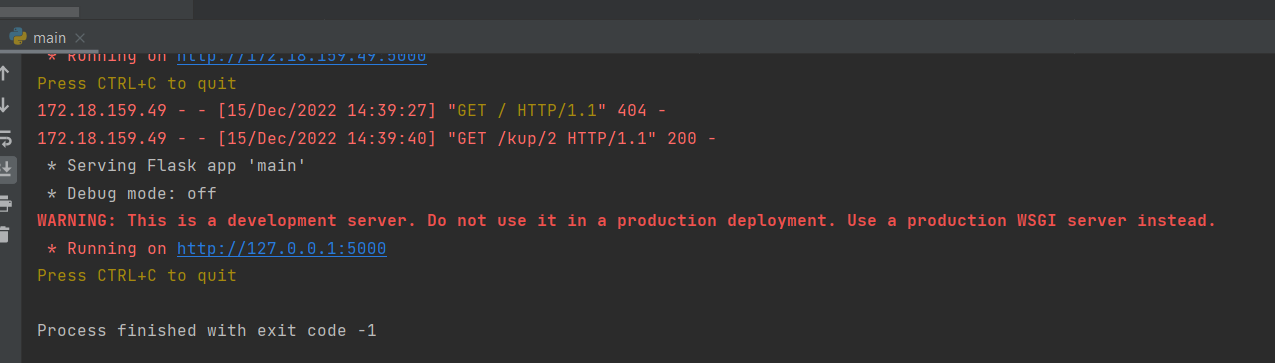 main
* Running on http://172.18.159.49:5000
Press CTRL+C to quit
172.18.159.49 - - [15/Dec/2022 14:39:27] "GET / HTTP/1.1" 404 -
172.18.159.49 - - [15/Dec/2022 14:39:40] "GET /kup/2 HTTP/1.1" 200 -
* Serving Flask app 'main'
* Debug mode: off
WARNING: This is a development server. Do not use it in a production deployment. Use a production WSGI server instead.
* Running on http://127.0.0.1:5000
Press CTRL+C to quit
Process finished with exit code -1